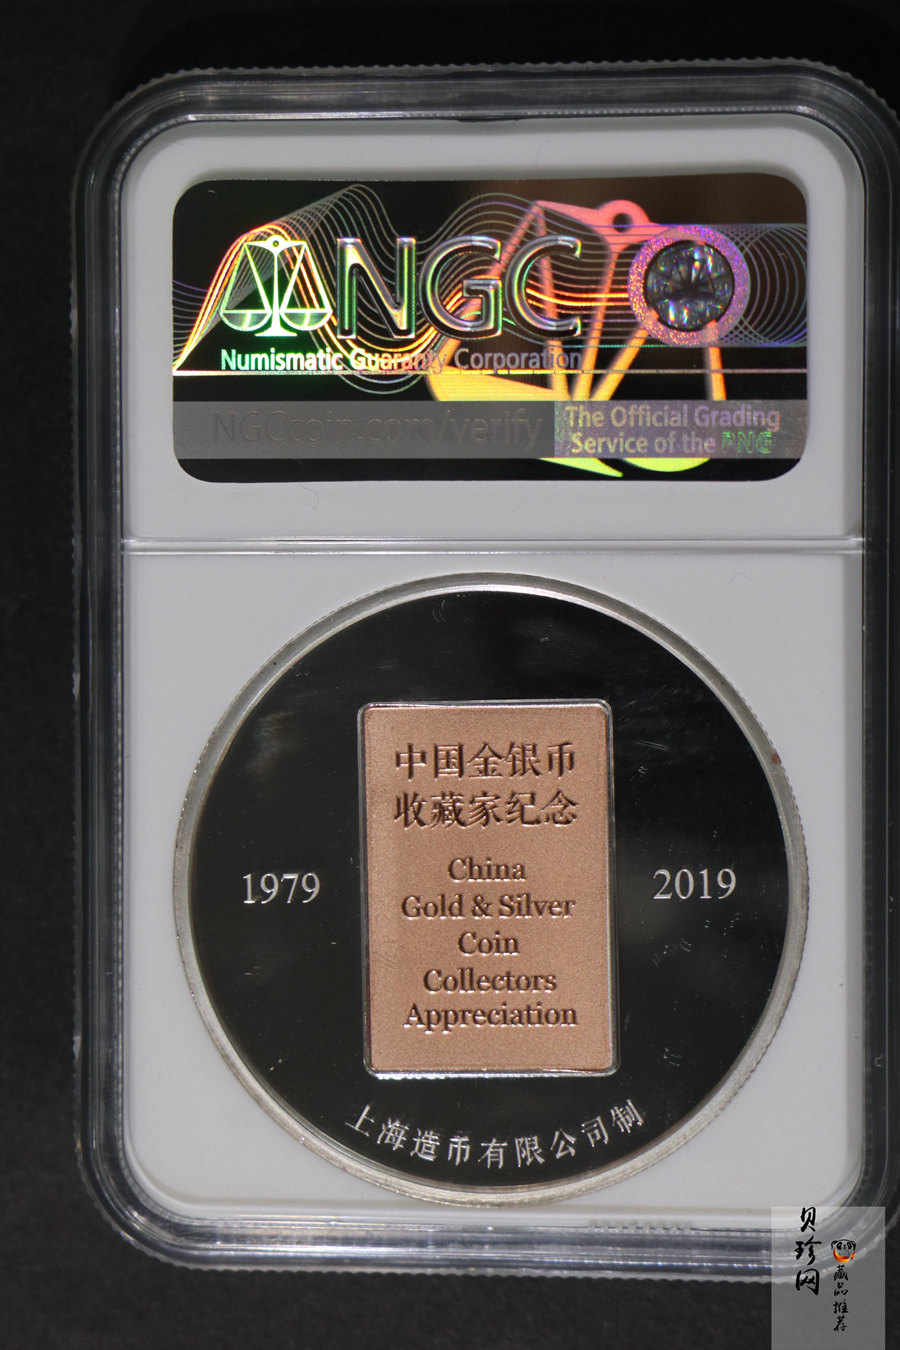 NGC
Numismatic Guaranty Corporation
NGCcoin.com/verify
The Official Grading
Service of the PNG
中国金银币
收藏家纪念
China
Gold & Silver
Coin
Collectors
Appreciation
1979
2019
上海造币有限公司制
贝珍网
藏品推荐